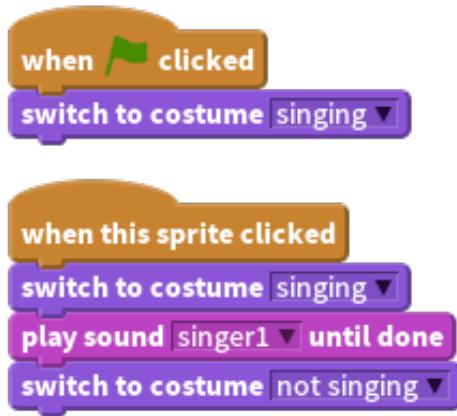 when clicked
switch to costume singing
when this sprite clicked
switch to costume singing
play sound singer1 until done
switch to costume not singing